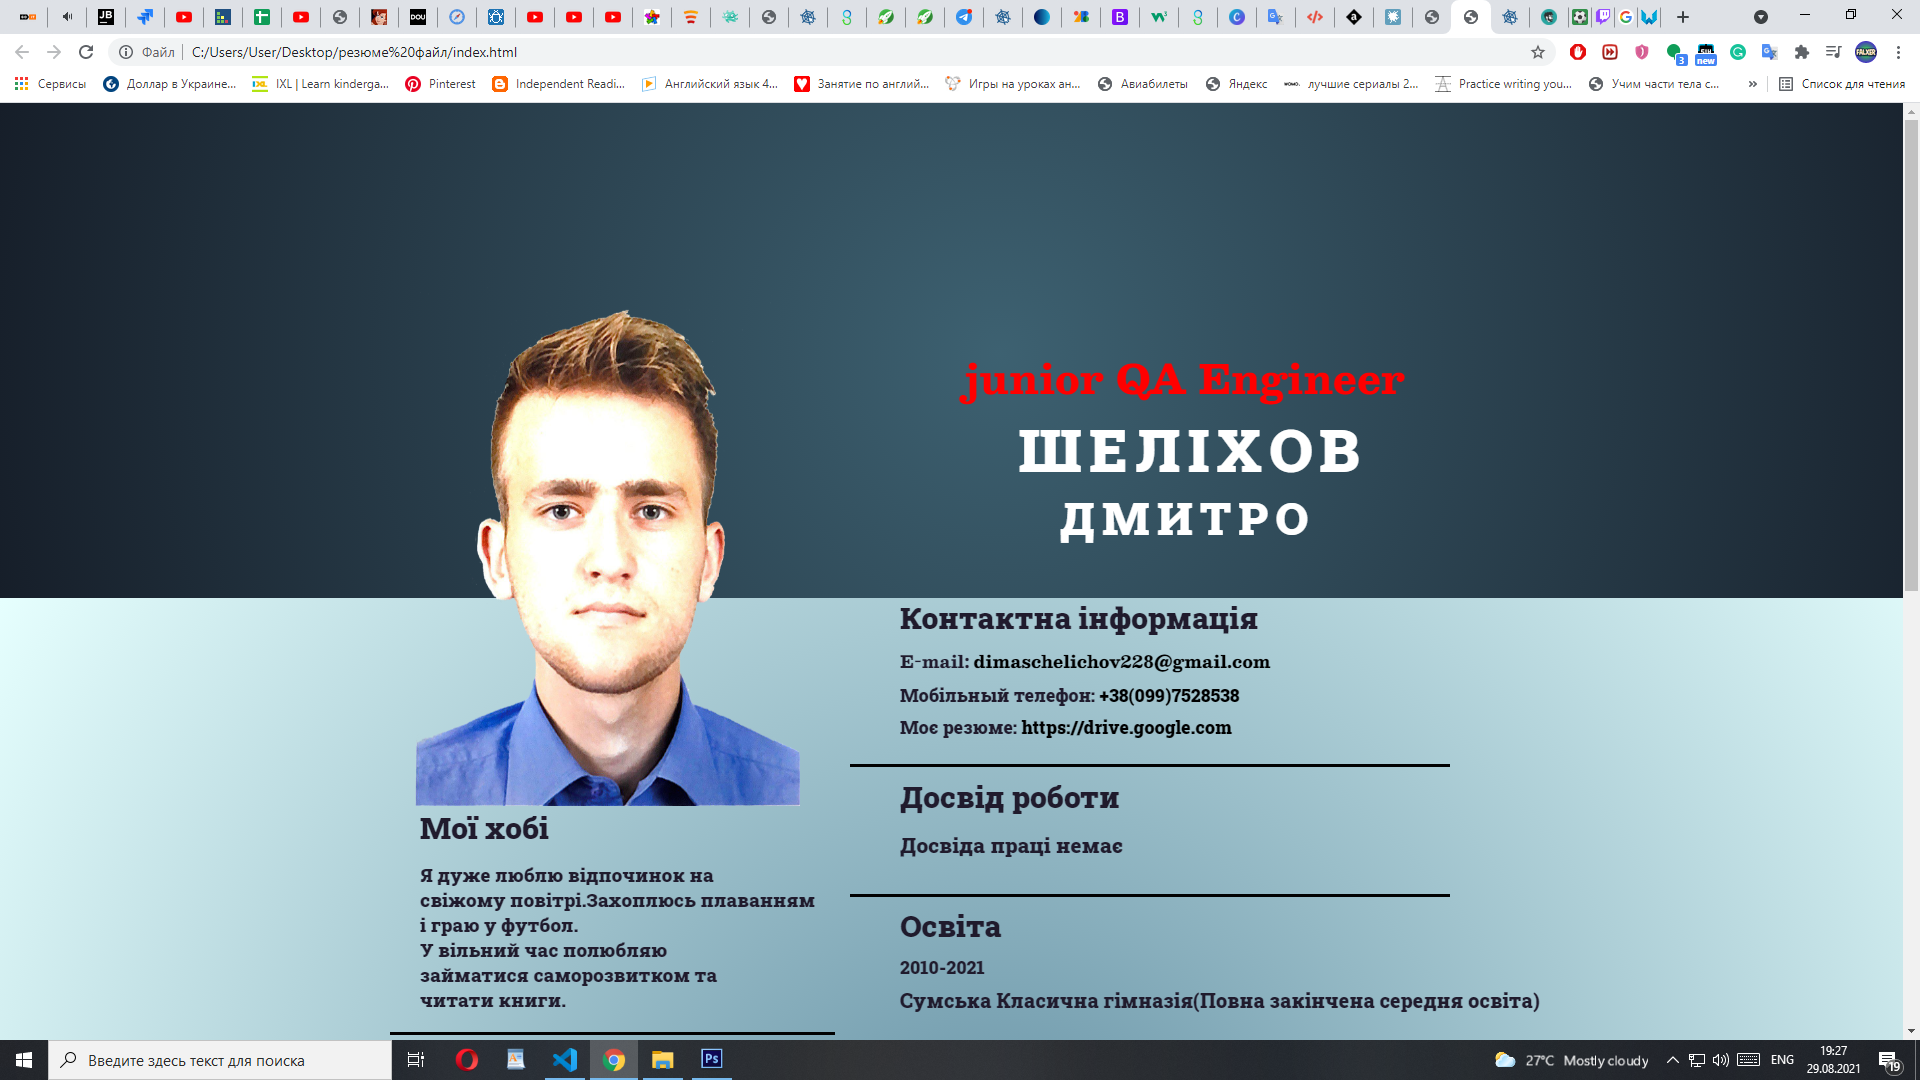 Файл
C:/Users/User/Desktop/резюме%20файл/index.html
3
new
Сервисы
Доллар в Украине...
IXL | Learn kinderga...
Pinterest
Independent Readi...
Английский язык 4...
Занятие по англий...
Игры на уроках ан...
Авиабилеты
Яндекс
лучшие сериалы 2...
Practice writing you...
Учим части тела с...
»
Список для чтения
junior QA Engineer
ШЕЛІХОВ
ДМИТРО
Контактна інформація
E-mail: dimaschelichov228@gmail.com
Мобільный телефон: +38(099)7528538
Моє резюме: https://drive.google.com
Досвід роботи
Досвіда праці немає
Освіта
2010-2021
Сумська Класична гімназія(Повна закінчена середня освіта)
Мої хобі
Я дуже люблю відпочинок на
свіжому повітрі.Захоплюсь плаванням
і граю у футбол.
У вільний час полюбляю
займатися саморозвитком та
читати книги.
Введите здесь текст для поиска
27°C Mostly cloudy
ENG
19:27
29.08.2021
19